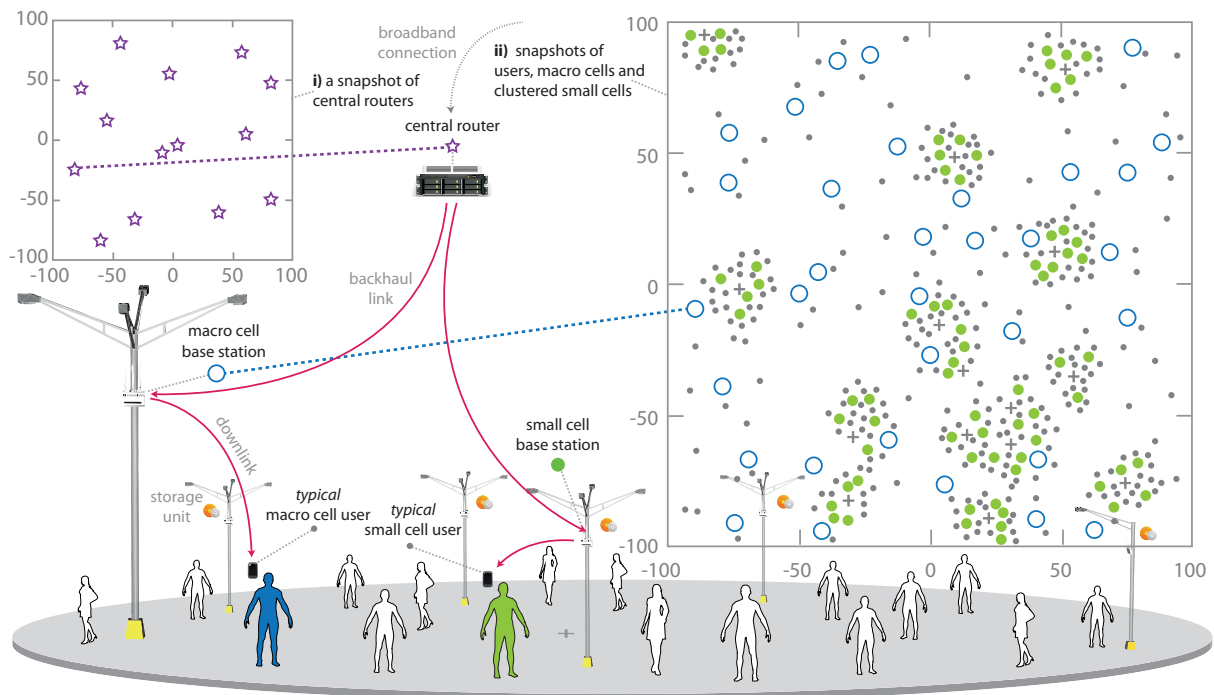 100
50
0
-50
-100
-100
-50
0
50
100
i) a snapshot of
central routers
broadband
connection
central router
ii) snapshots of
users, macro cells and
clustered small cells
100
50
0
-50
-100
-100
-50
0
50
100
backhaul
link
macro cell
base station
downlink
small cell
base station
storage
unit
typical
macro cell user
typical
small cell user